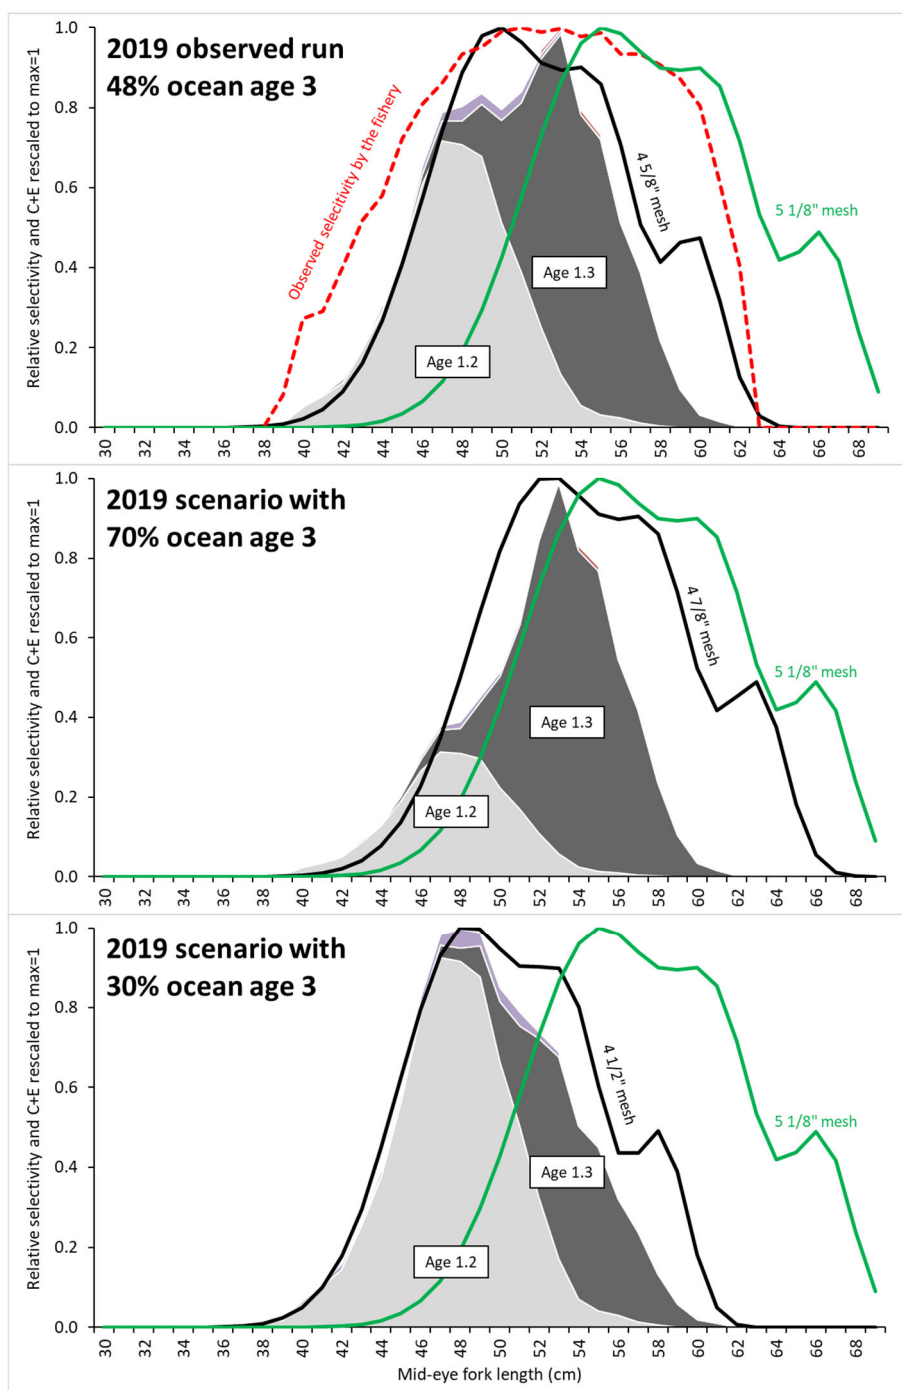 2019 observed run
48% ocean age 3
Relative selectivity and C+E rescaled to max=1
1.0
0.8
0.6
0.4
0.2
0.0
Observed selecitivity by the fishery
4 5/8" mesh
5 1/8" mesh
Age 1.3
Age 1.2
30 32 34 36 38 40 42 44 46 48 50 52 54 56 58 60 62 64 66 68
2019 scenario with
70% ocean age 3
Relative selectivity and C+E rescaled to max=1
1.0
0.8
0.6
0.4
0.2
0.0
4 7/8" mesh
5 1/8" mesh
Age 1.3
Age 1.2
30 32 34 36 38 40 42 44 46 48 50 52 54 56 58 60 62 64 66 68
2019 scenario with
30% ocean age 3
Relative selectivity and C+E rescaled to max=1
1.0
0.8
0.6
0.4
0.2
0.0
4 1/2" mesh
5 1/8" mesh
Age 1.3
Age 1.2
30 32 34 36 38 40 42 44 46 48 50 52 54 56 58 60 62 64 66 68
Mid-eye fork length (cm)